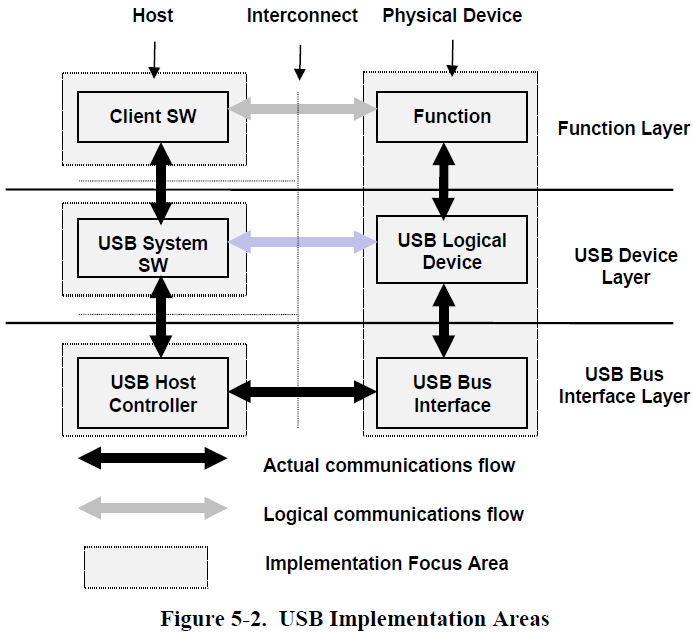 Host
Interconnect
Physical Device
Client SW
Function
Function Layer
USB System
SW
USB Logical
Device
USB Device
Layer
USB Host
Controller
USB Bus
Interface
USB Bus
Interface Layer
Actual communications flow
Logical communications flow
Implementation Focus Area
Figure 5-2. USB Implementation Areas